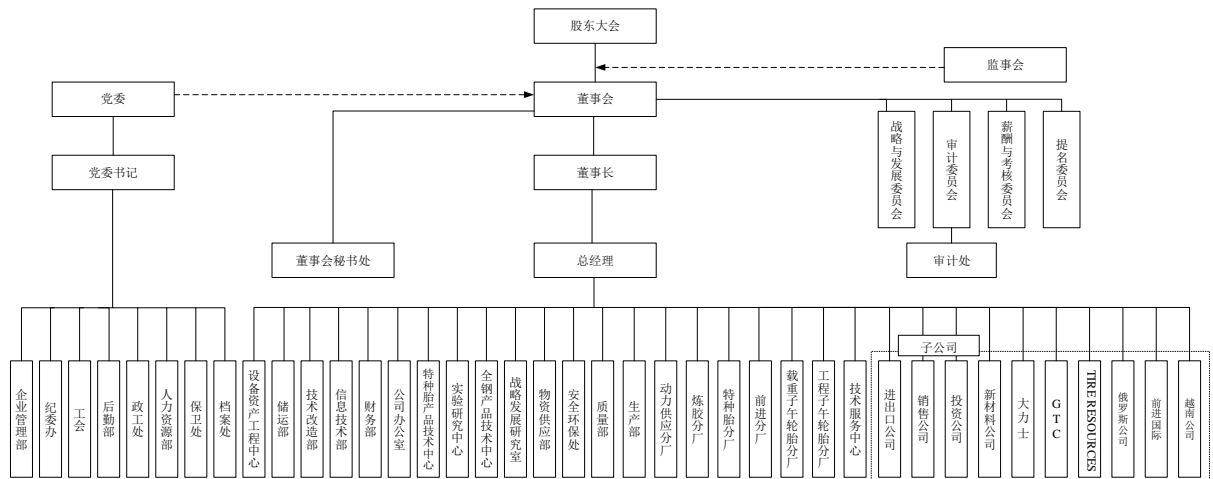 股东大会
监事会
党委
董事会
战略与发展委员会
审计委员会
薪酬与考核委员会
提名委员会
党委书记
董事长
董事会秘书处
总经理
审计处
子公司
企业管理部
纪委办
工会
后勤部
政工处
人力资源部
保卫处
档案处
设备资产工程中心
储运部
技术改造部
信息技术部
财务部
公司办公室
特种胎产品技术中心
实验研究中心
全钢产品技术中心
战略发展研究室
物资供应部
安全环保处
质量部
生产部
动力供应分厂
炼胶分厂
特种胎分厂
前进分厂
载重子午轮胎分厂
工程子午轮胎分厂
技术服务中心
进出口公司
销售公司
投资公司
新材料公司
大力士
GTC
TIRE RESOURCES
俄罗斯公司
前进国际
越南公司